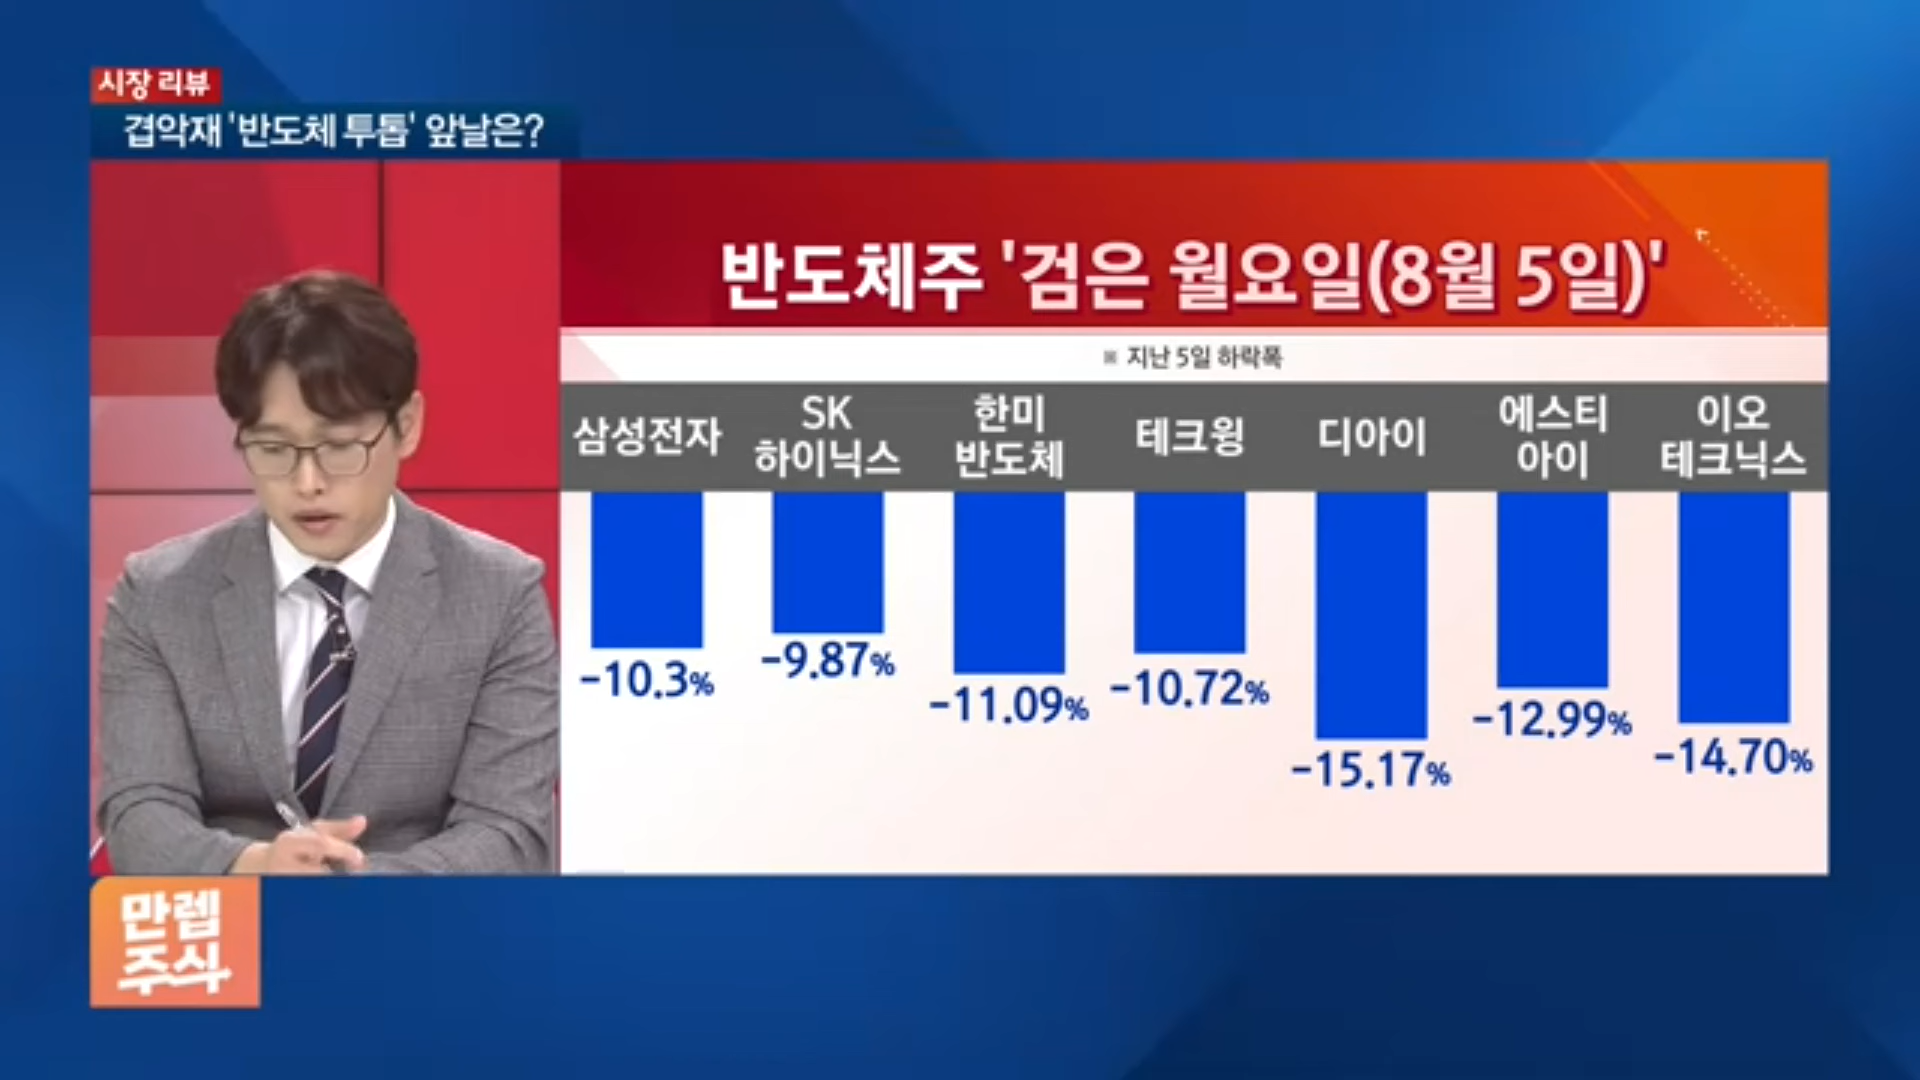 시장 리뷰
겹악재 '반도체 투톱' 앞날은?
반도체주 '검은 월요일(8월 5일)'
※ 지난 5일 하락폭
삼성전자
SK
하이닉스
한미
반도체
테크윙
디아이
에스티
아이
이오
테크닉스
-10.3%
-9.87%
-11.09%
-10.72%
-15.17%
-12.99%
-14.70%
만렙
주식